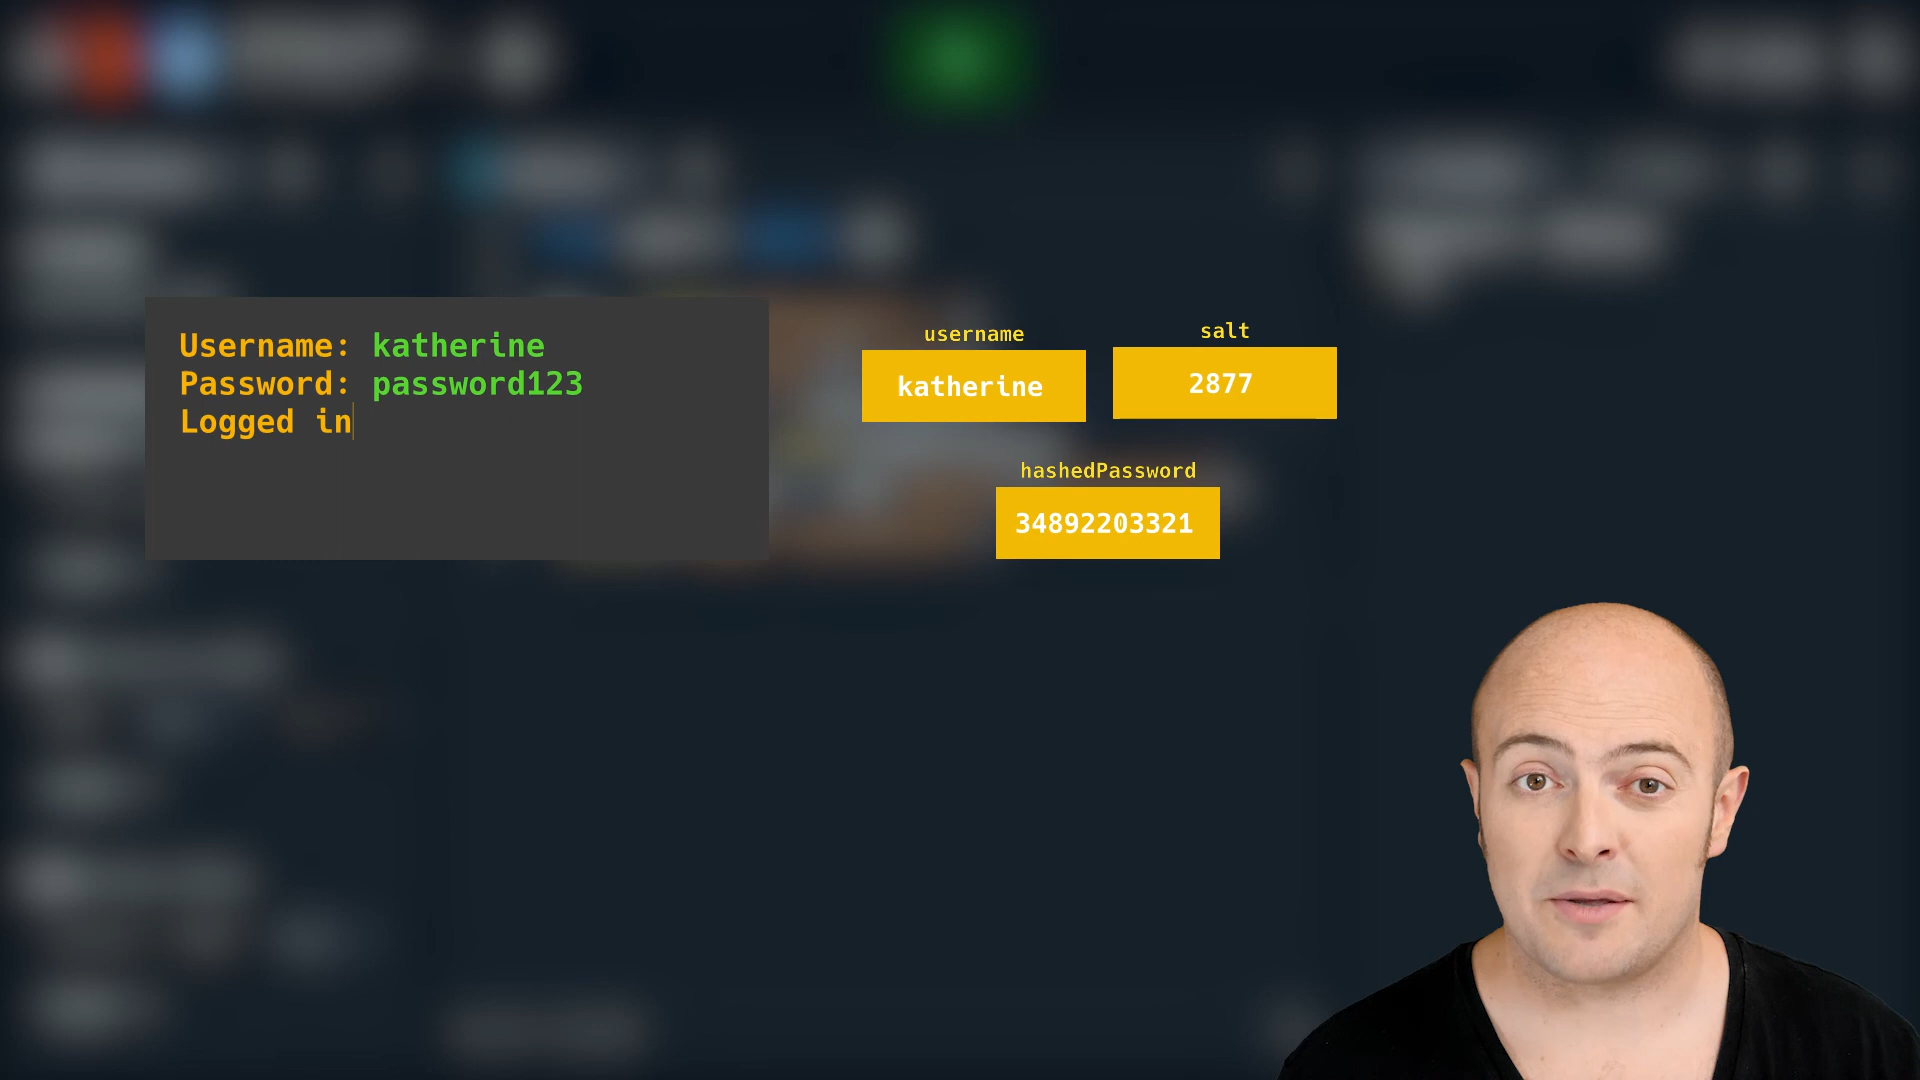 Username: katherine
Password: password123
Logged in
username
katherine
salt
2877
hashedPassword
34892203321